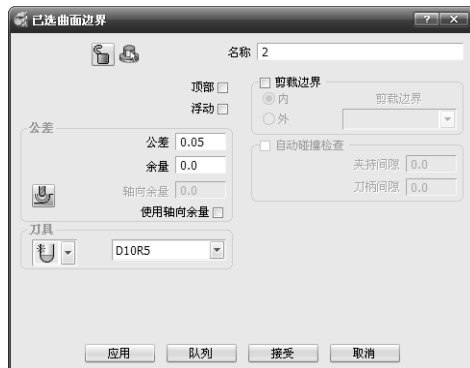 已选曲面边界
名称 2
顶部
浮动
剪裁边界
内
剪裁边界
外
公差
公差 0.05
余量 0.0
轴向余量 0.0
使用轴向余量
自动碰撞检查
夹持间隙 0.0
刀柄间隙 0.0
刀具
D10R5
应用 队列 接受 取消